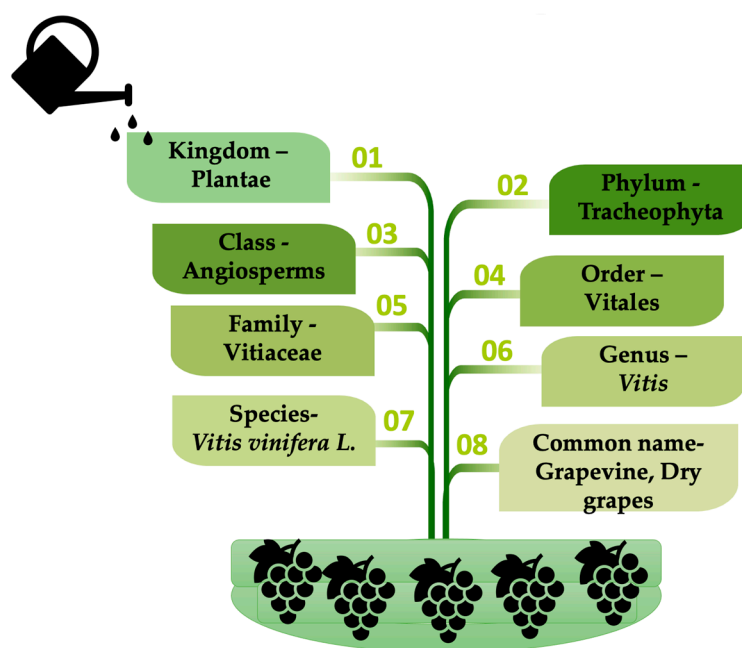 01
Kingdom –
Plantae
02
Phylum -
Tracheophyta
03
Class -
Angiosperms
04
Order –
Vitales
05
Family -
Vitiaceae
06
Genus –
Vitis
07
Species-
Vitis vinifera L.
08
Common name-
Grapevine, Dry
grapes